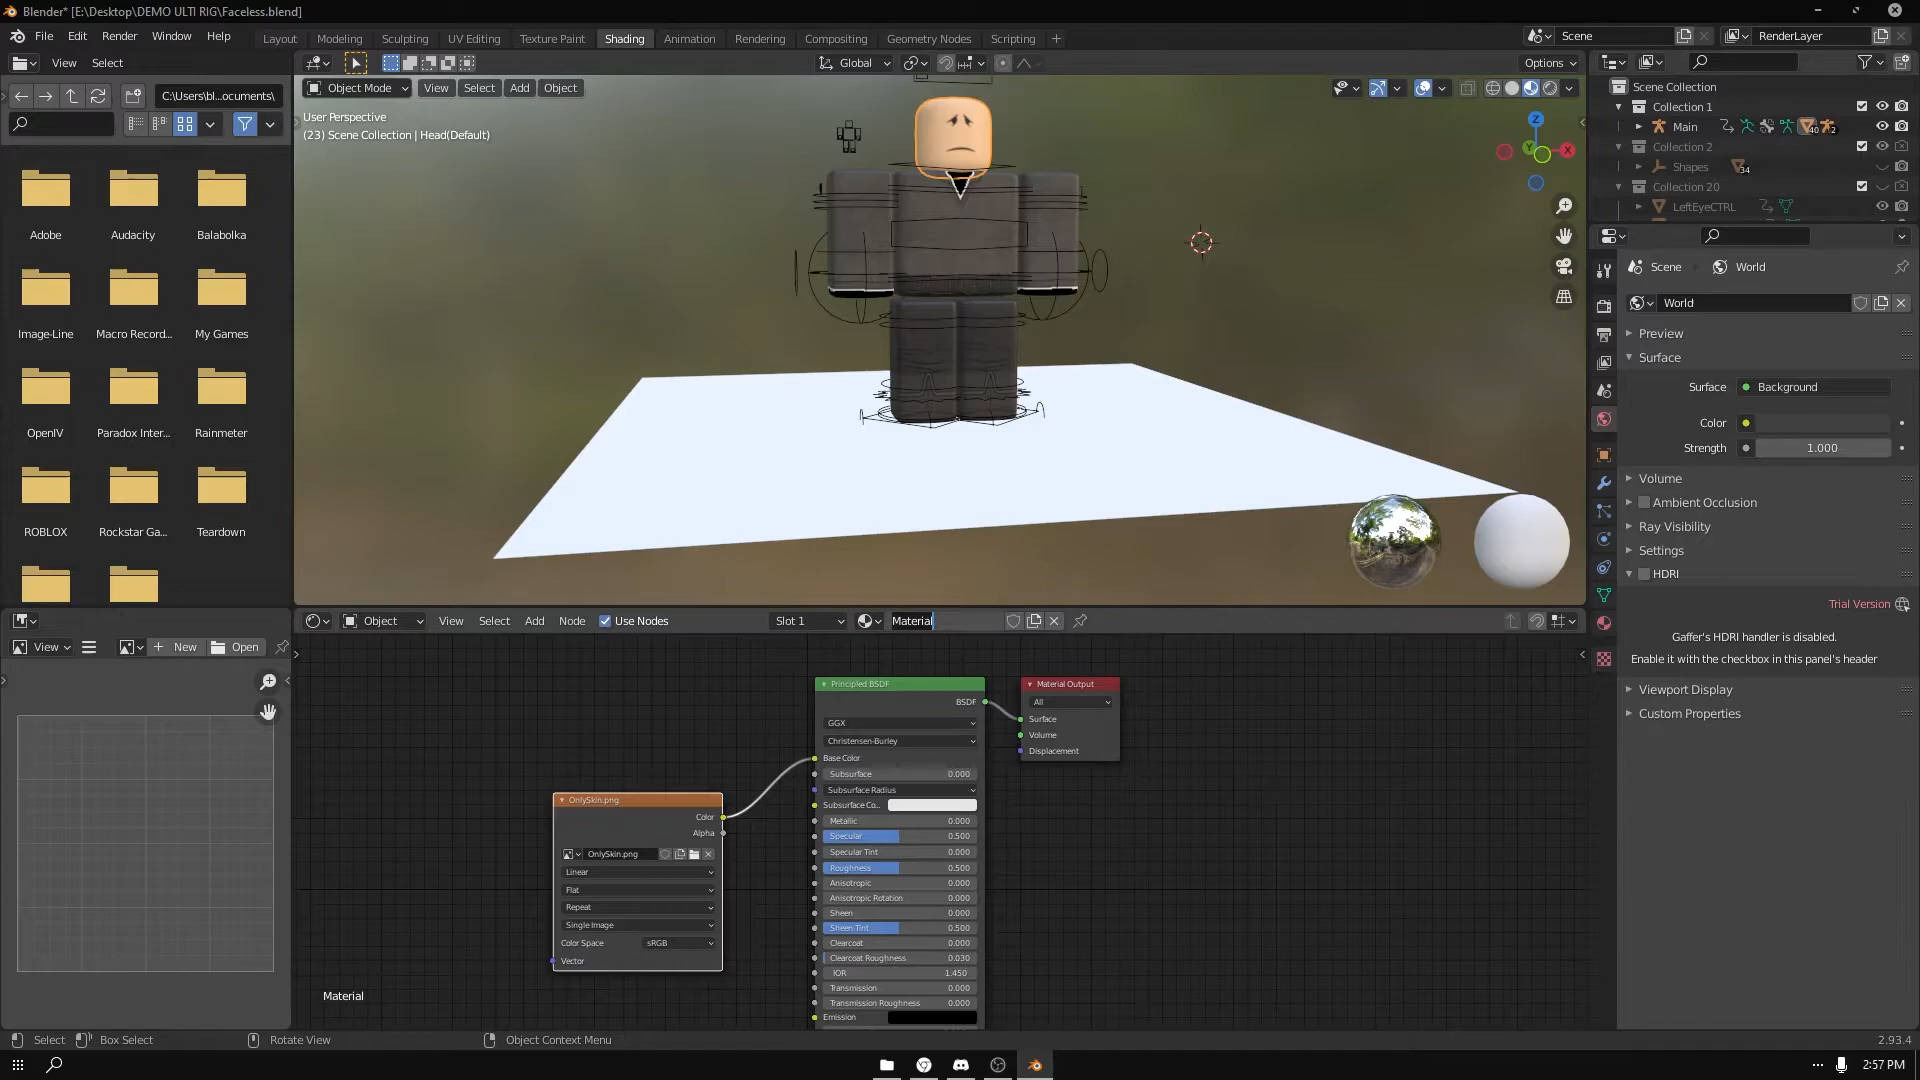 Blender* [E:\Desktop\DEMO ULTI RIG\Faceless.blend]
File Edit Render Window Help
Layout Modeling Sculpting UV Editing Texture Paint Shading Animation Rendering Compositing Geometry Nodes Scripting
Scene
RenderLayer
View Select
Global
Options
C:\Users\bl...ocuments\
Object Mode View Select Add Object
User Perspective
(23) Scene Collection | Head(Default)
Z
Y
X
Scene Collection
Collection 1
Main
40
2
Collection 2
Shapes
34
Collection 20
LeftEyeCTRL
Adobe
Audacity
Balabolka
Image-Line
Macro Record...
My Games
OpenIV
Paradox Inter...
Rainmeter
ROBLOX
Rockstar Ga...
Teardown
Scene World
World
Preview
Surface
Surface Background
Color
Strength 1.000
Volume
Ambient Occlusion
Ray Visibility
Settings
HDRI
Trial Version
Gaffer's HDRI handler is disabled.
Enable it with the checkbox in this panel's header
Viewport Display
Custom Properties
View New Open
Object View Select Add Node Use Nodes Slot 1 Material
Principled BSDF
BSDF
GGX
Christensen-Burley
Base Color
Subsurface 0.000
Subsurface Radius
Subsurface Co..
Metallic 0.000
Specular 0.500
Specular Tint 0.000
Roughness 0.500
Anisotropic 0.000
Anisotropic Rotation 0.000
Sheen 0.000
Sheen Tint 0.500
Clearcoat 0.000
Clearcoat Roughness 0.030
IOR 1.450
Transmission 0.000
Transmission Roughness 0.000
Emission
Material Output
All
Surface
Volume
Displacement
OnlySkin.png
Color
Alpha
OnlySkin.png
Linear
Flat
Repeat
Single Image
Color Space sRGB
Vector
Material
Select Box Select Rotate View Object Context Menu 2.93.4
2:57 PM